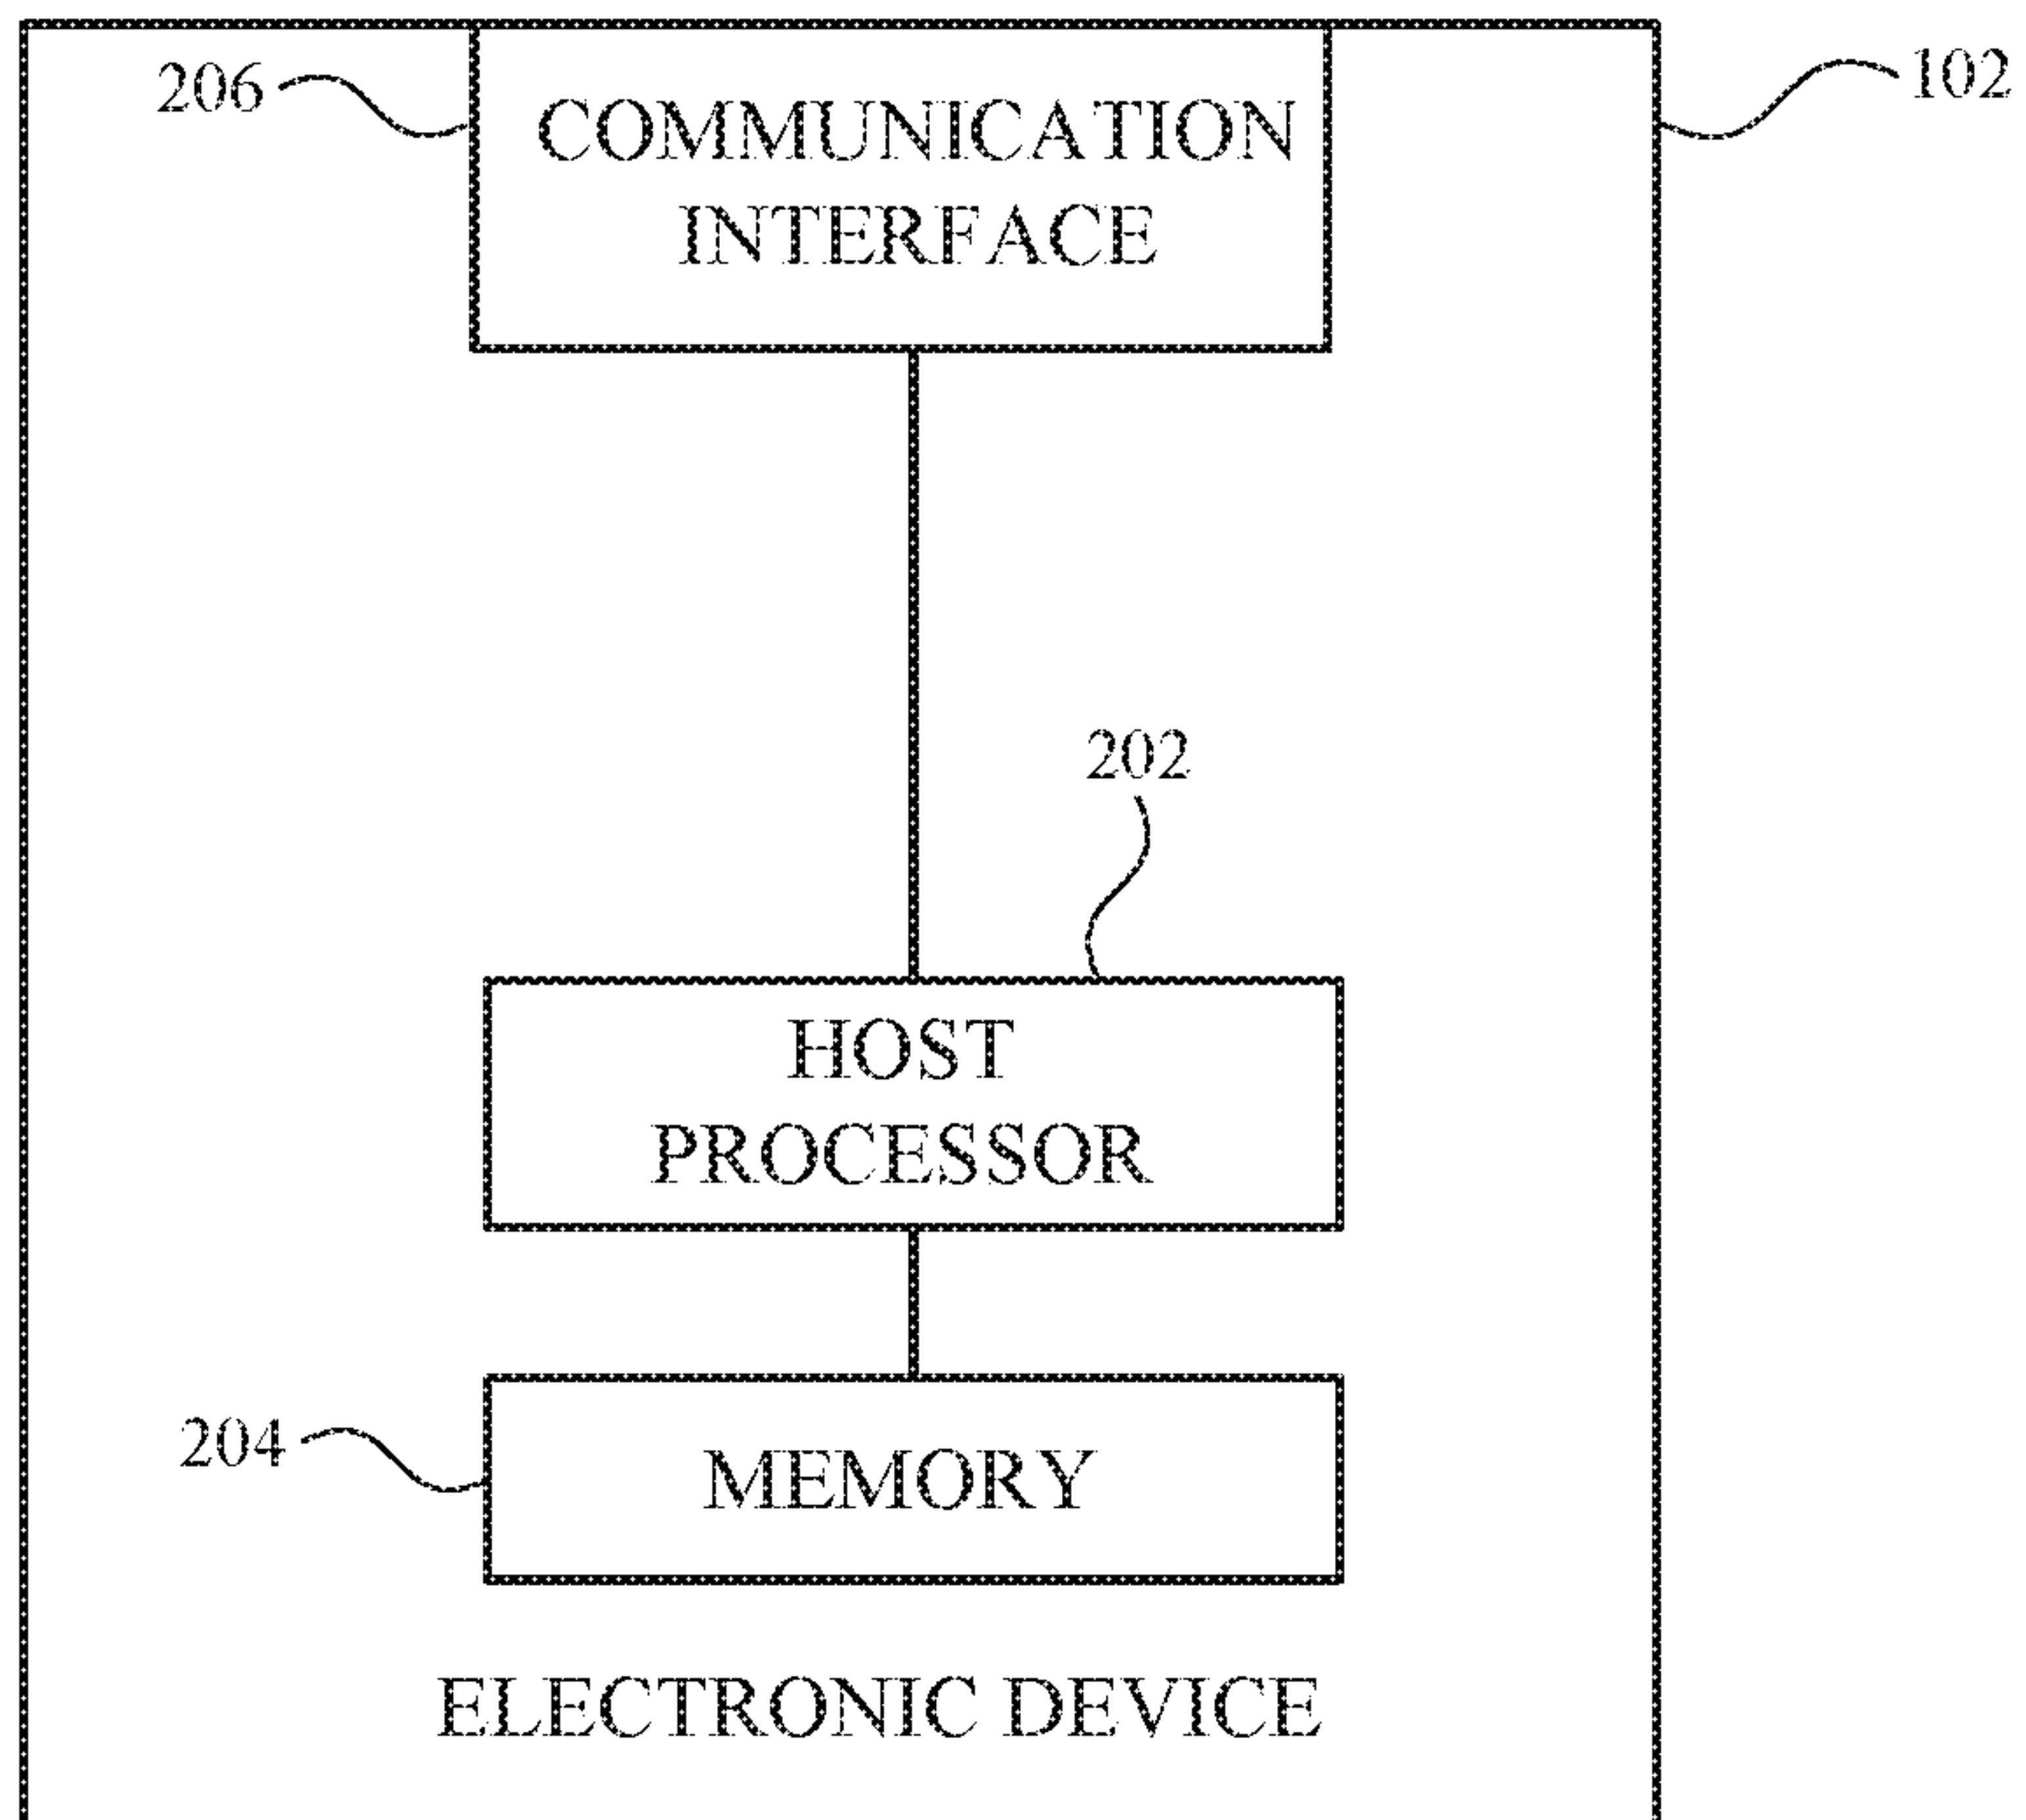 206
102
COMMUNICATION
INTERFACE
202
HOST
PROCESSOR
204
MEMORY
ELECTRONIC DEVICE